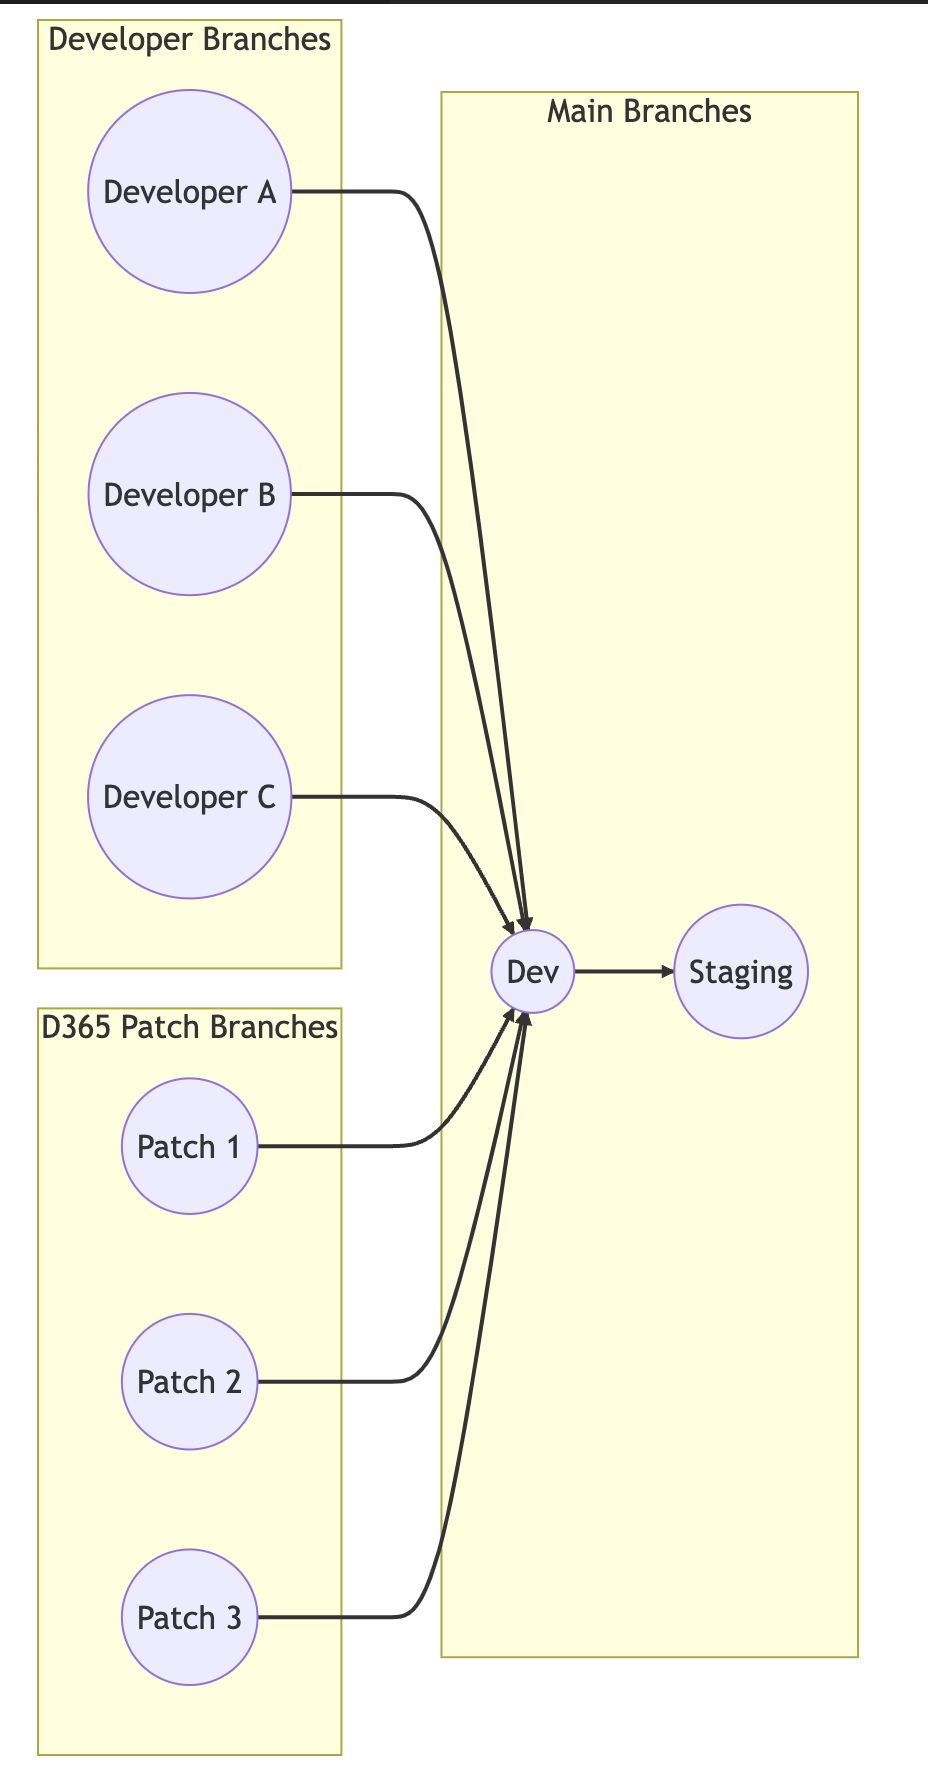 Developer Branches
Developer A
Developer B
Developer C
D365 Patch Branches
Patch 1
Patch 2
Patch 3
Main Branches
Dev
Staging